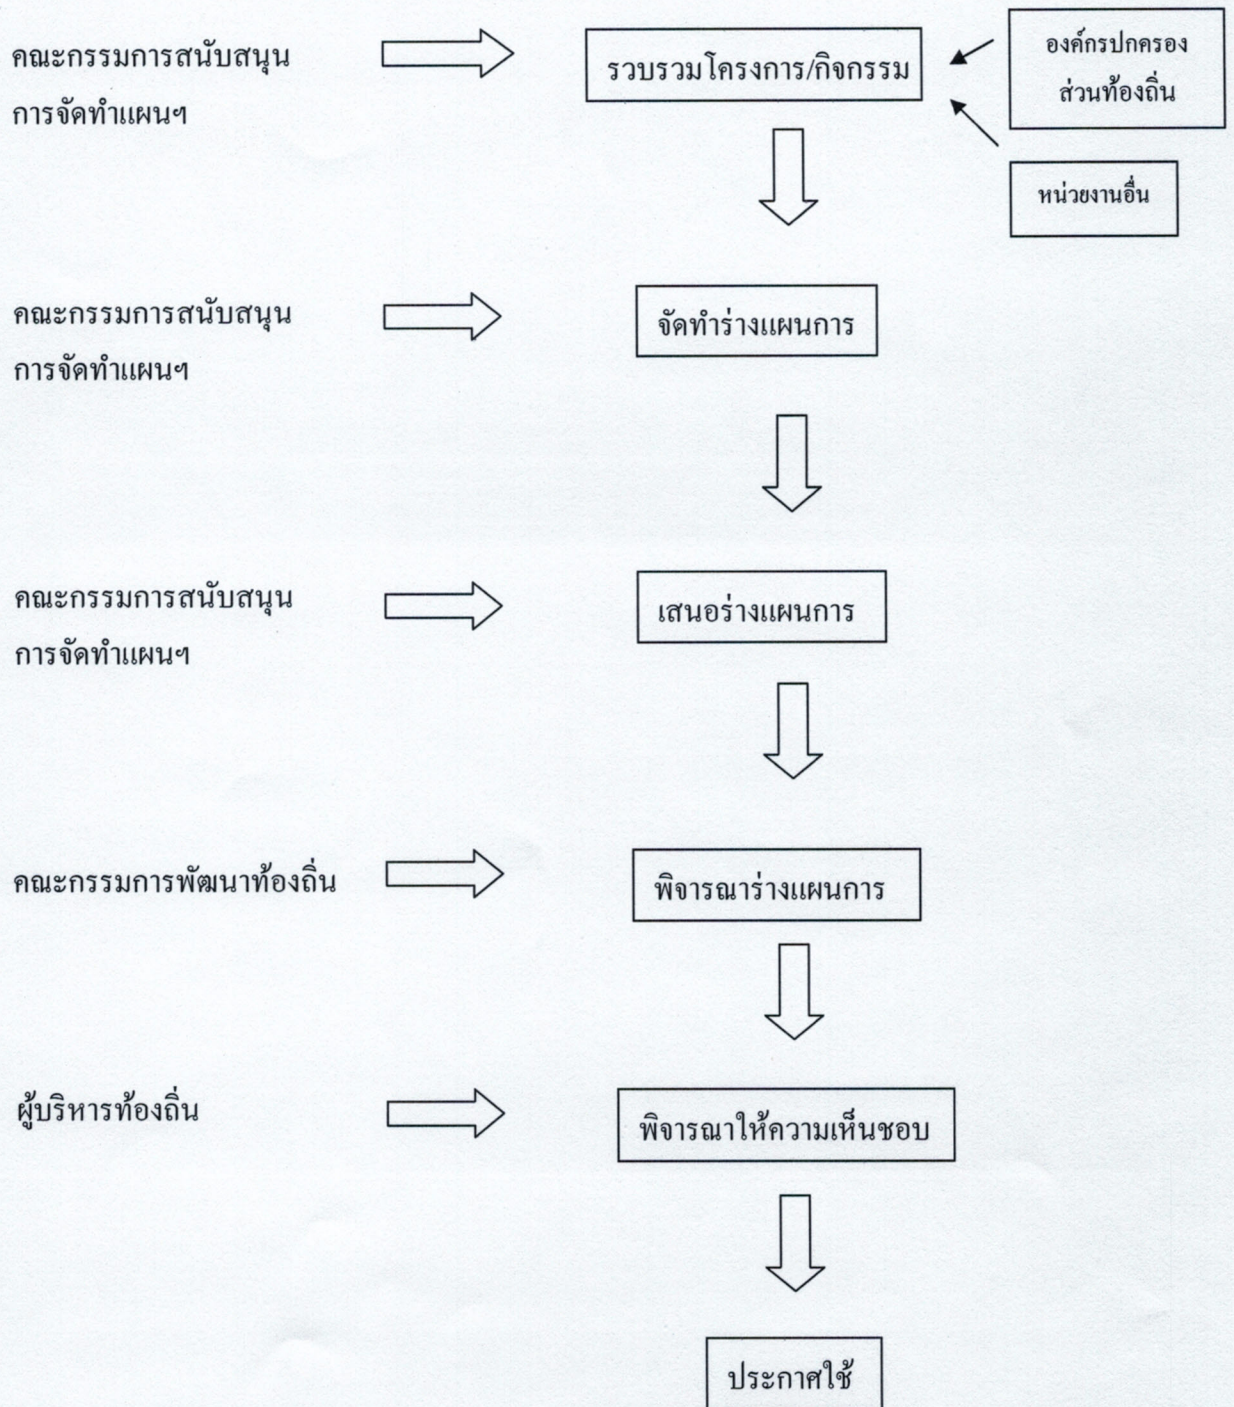 คณะกรรมการสนับสนุน
การจัดทำแผนฯ
รวบรวมโครงการ/กิจกรรม
องค์กรปกครอง
ส่วนท้องถิ่น
หน่วยงานอื่น
คณะกรรมการสนับสนุน
การจัดทำแผนฯ
จัดทำร่างแผนการ
คณะกรรมการสนับสนุน
การจัดทำแผนฯ
เสนอร่างแผนการ
คณะกรรมการพัฒนาท้องถิ่น
พิจารณาร่างแผนการ
ผู้บริหารท้องถิ่น
พิจารณาให้ความเห็นชอบ
ประกาศใช้